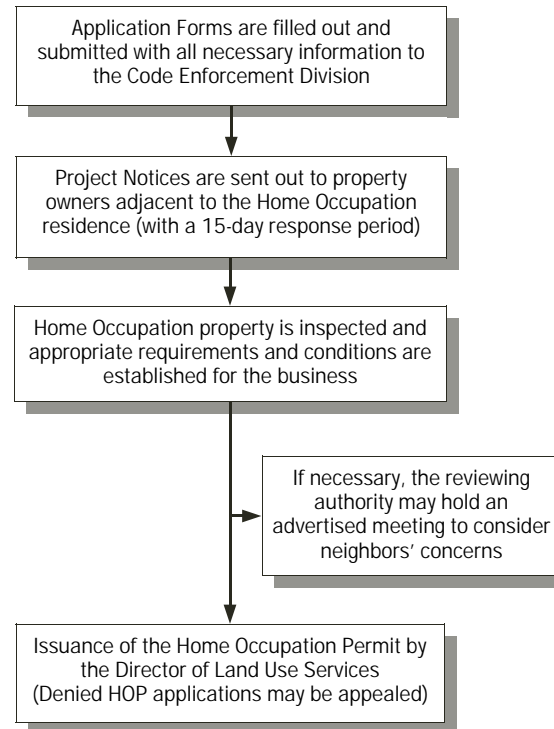 Application Forms are filled out and
submitted with all necessary information to
the Code Enforcement Division
Project Notices are sent out to property
owners adjacent to the Home Occupation
residence (with a 15-day response period)
Home Occupation property is inspected and
appropriate requirements and conditions are
established for the business
If necessary, the reviewing
authority may hold an
advertised meeting to consider
neighbors’ concerns
Issuance of the Home Occupation Permit by
the Director of Land Use Services
(Denied HOP applications may be appealed)